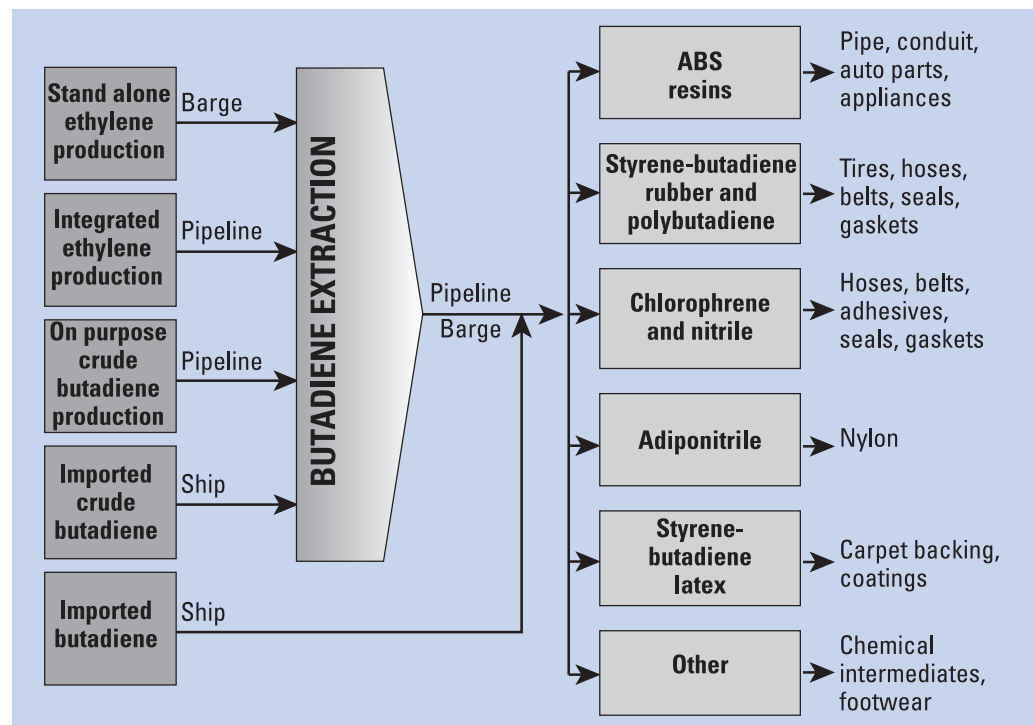 Stand alone
ethylene
production
Barge
Integrated
ethylene
production
Pipeline
On purpose
crude
butadiene
production
Pipeline
Imported
crude
butadiene
Ship
Imported
butadiene
Ship
BUTADIENE EXTRACTION
Pipeline
Barge
ABS
resins
Pipe, conduit,
auto parts,
appliances
Styrene-butadiene
rubber and
polybutadiene
Tires, hoses,
belts, seals,
gaskets
Chlorophrene
and nitrile
Hoses, belts,
adhesives,
seals, gaskets
Adiponitrile
Nylon
Styrene-
butadiene
latex
Carpet backing,
coatings
Other
Chemical
intermediates,
footwear